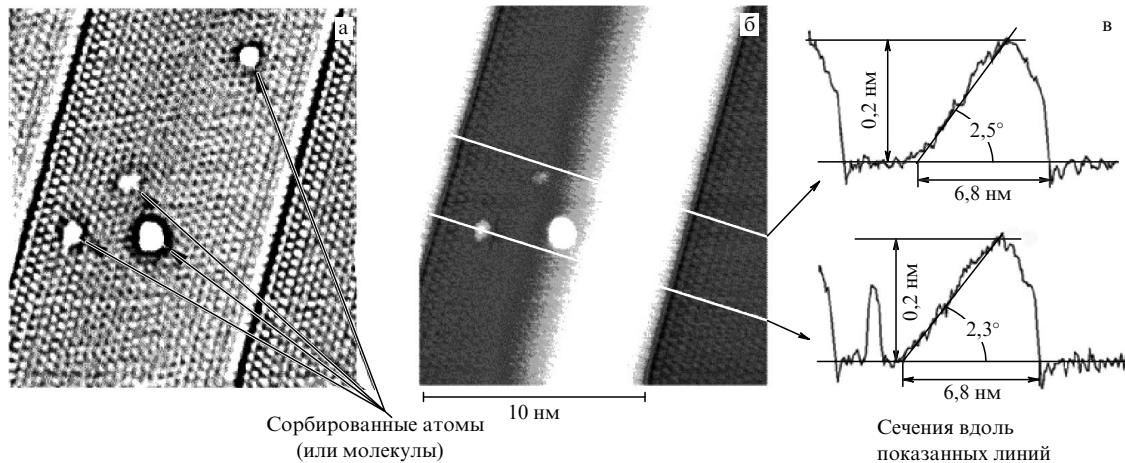 а
б
в
0,2 нм
2,5°
6,8 нм
0,2 нм
2,3°
6,8 нм
10 нм
Сорбированные атомы
(или молекулы)
Сечения вдоль
показанных линий